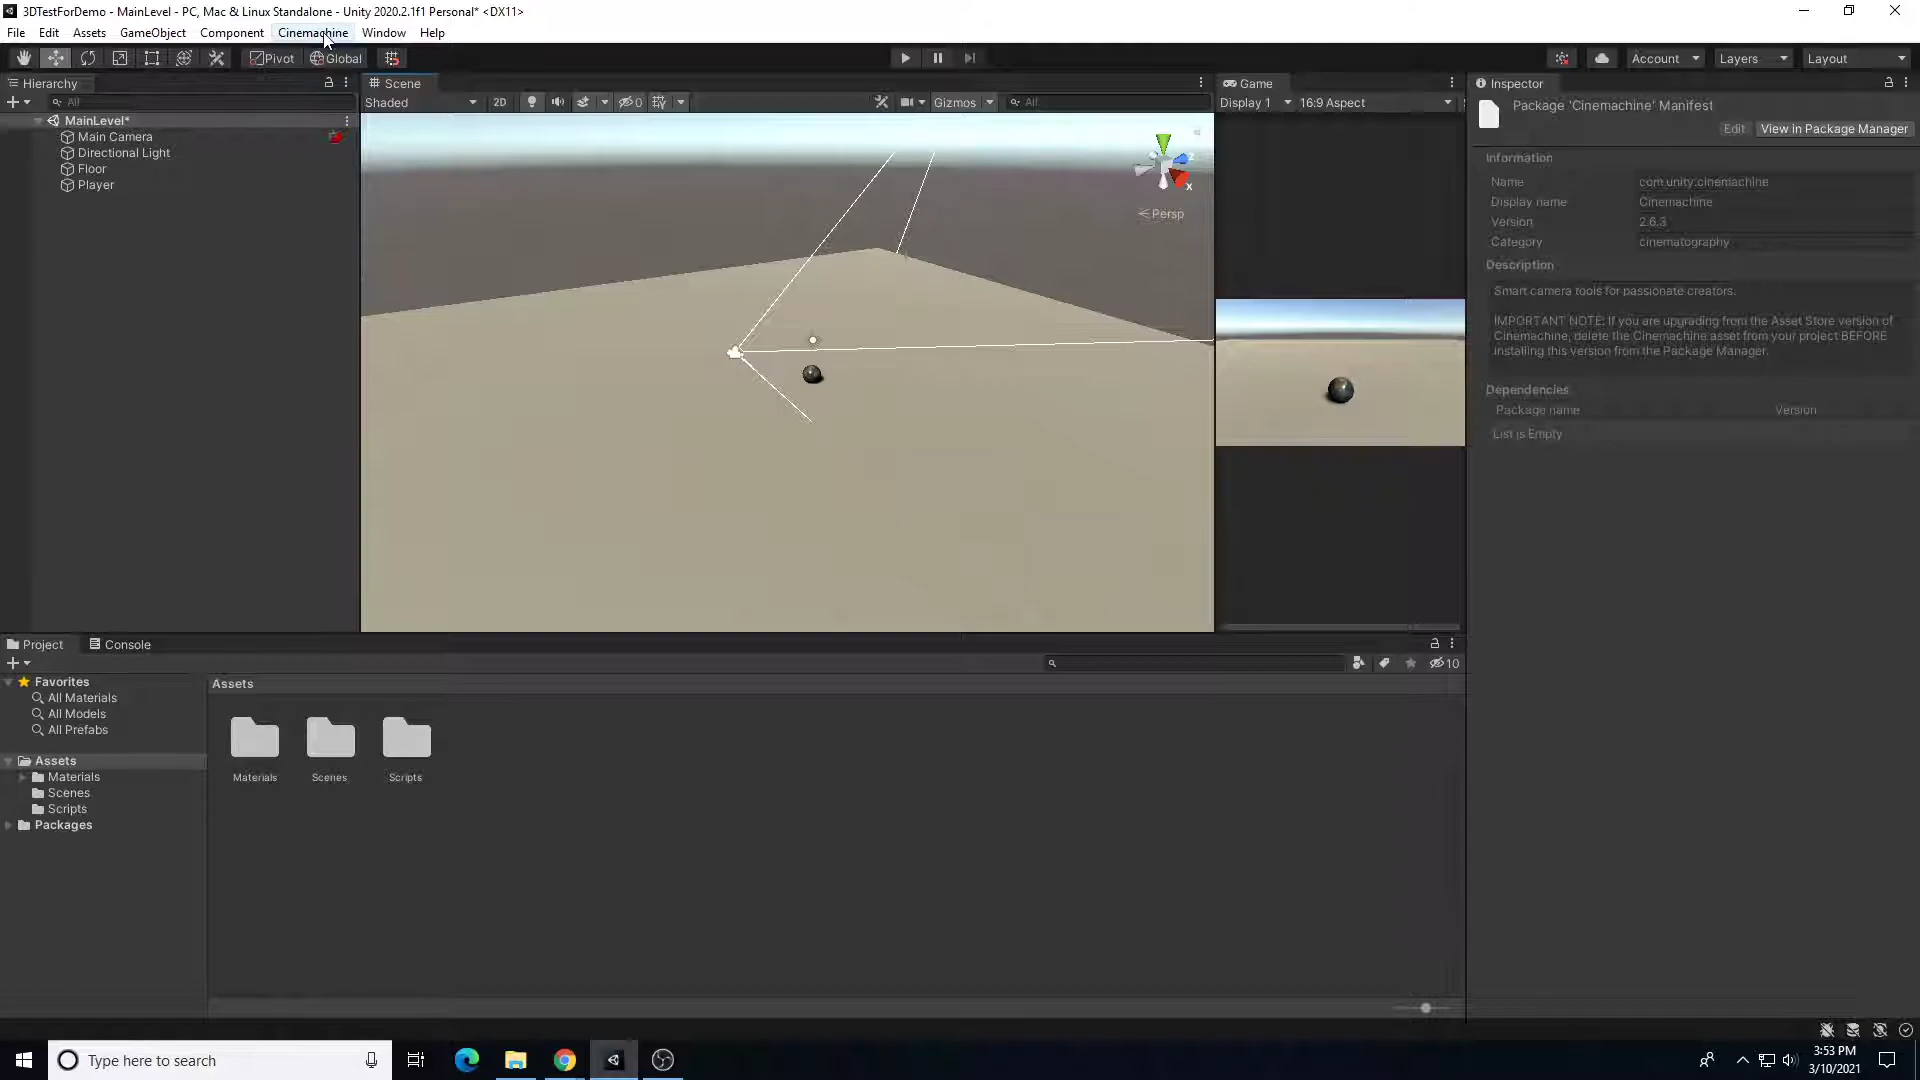 3DTestForDemo - MainLevel - PC, Mac & Linux Standalone - Unity 2020.2.1f1 Personal* <DX11>
File Edit Assets GameObject Component Cinemachine Window Help
Pivot Global Account Layers Layout
Hierarchy
All
MainLevel*
Main Camera
Directional Light
Floor
Player
Scene
Shaded 2D 0 Gizmos All
Z
X
Persp
Game
Display 1 16:9 Aspect
Inspector
Package 'Cinemachine' Manifest
Edit View in Package Manager
Information
Name com.unity.cinemachine
Display name Cinemachine
Version 2.6.3
Category cinematography
Description
Smart camera tools for passionate creators.
IMPORTANT NOTE: If you are upgrading from the Asset Store version of
Cinemachine, delete the Cinemachine asset from your project BEFORE
installing this version from the Package Manager.
Dependencies
Package name Version
List is Empty
Project Console
10
Favorites
All Materials
All Models
All Prefabs
Assets
Materials
Scenes
Scripts
Packages
Assets
Materials Scenes Scripts
Type here to search
3:53 PM
3/10/2021